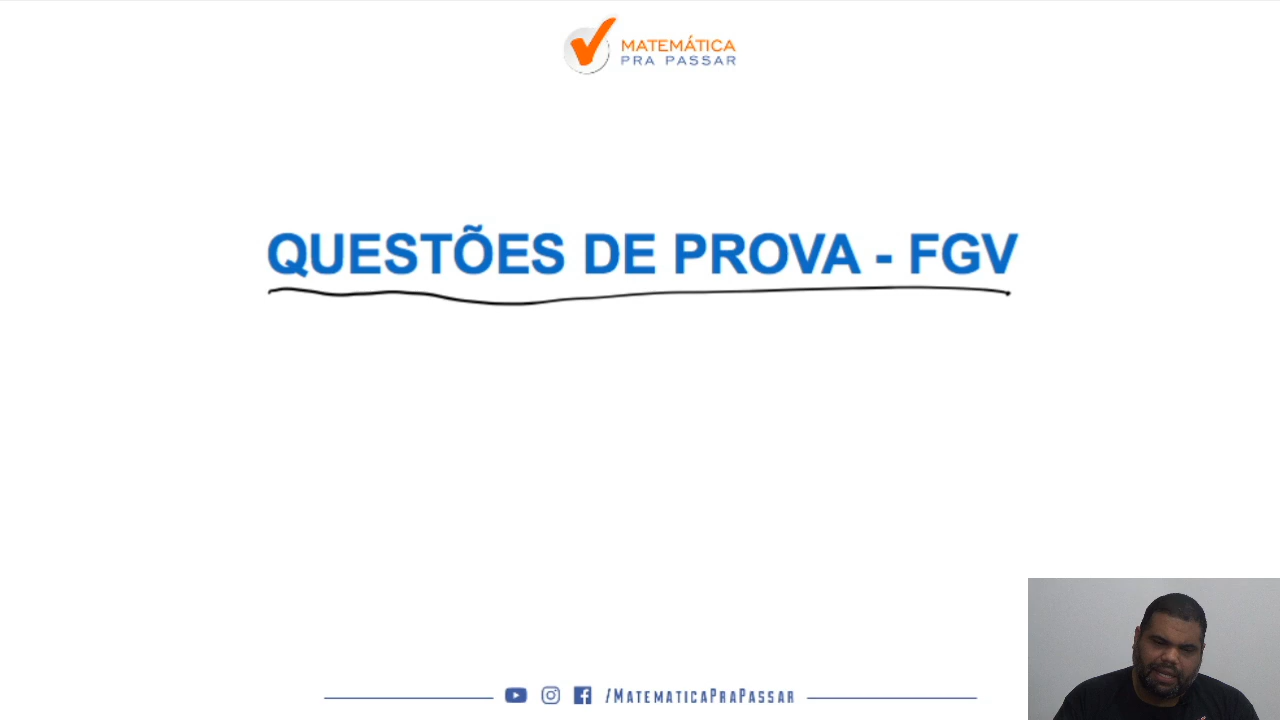 MATEMÁTICA
PRA PASSAR
QUESTÕES DE PROVA - FGV
/MATEMATICAPRAPASSAR